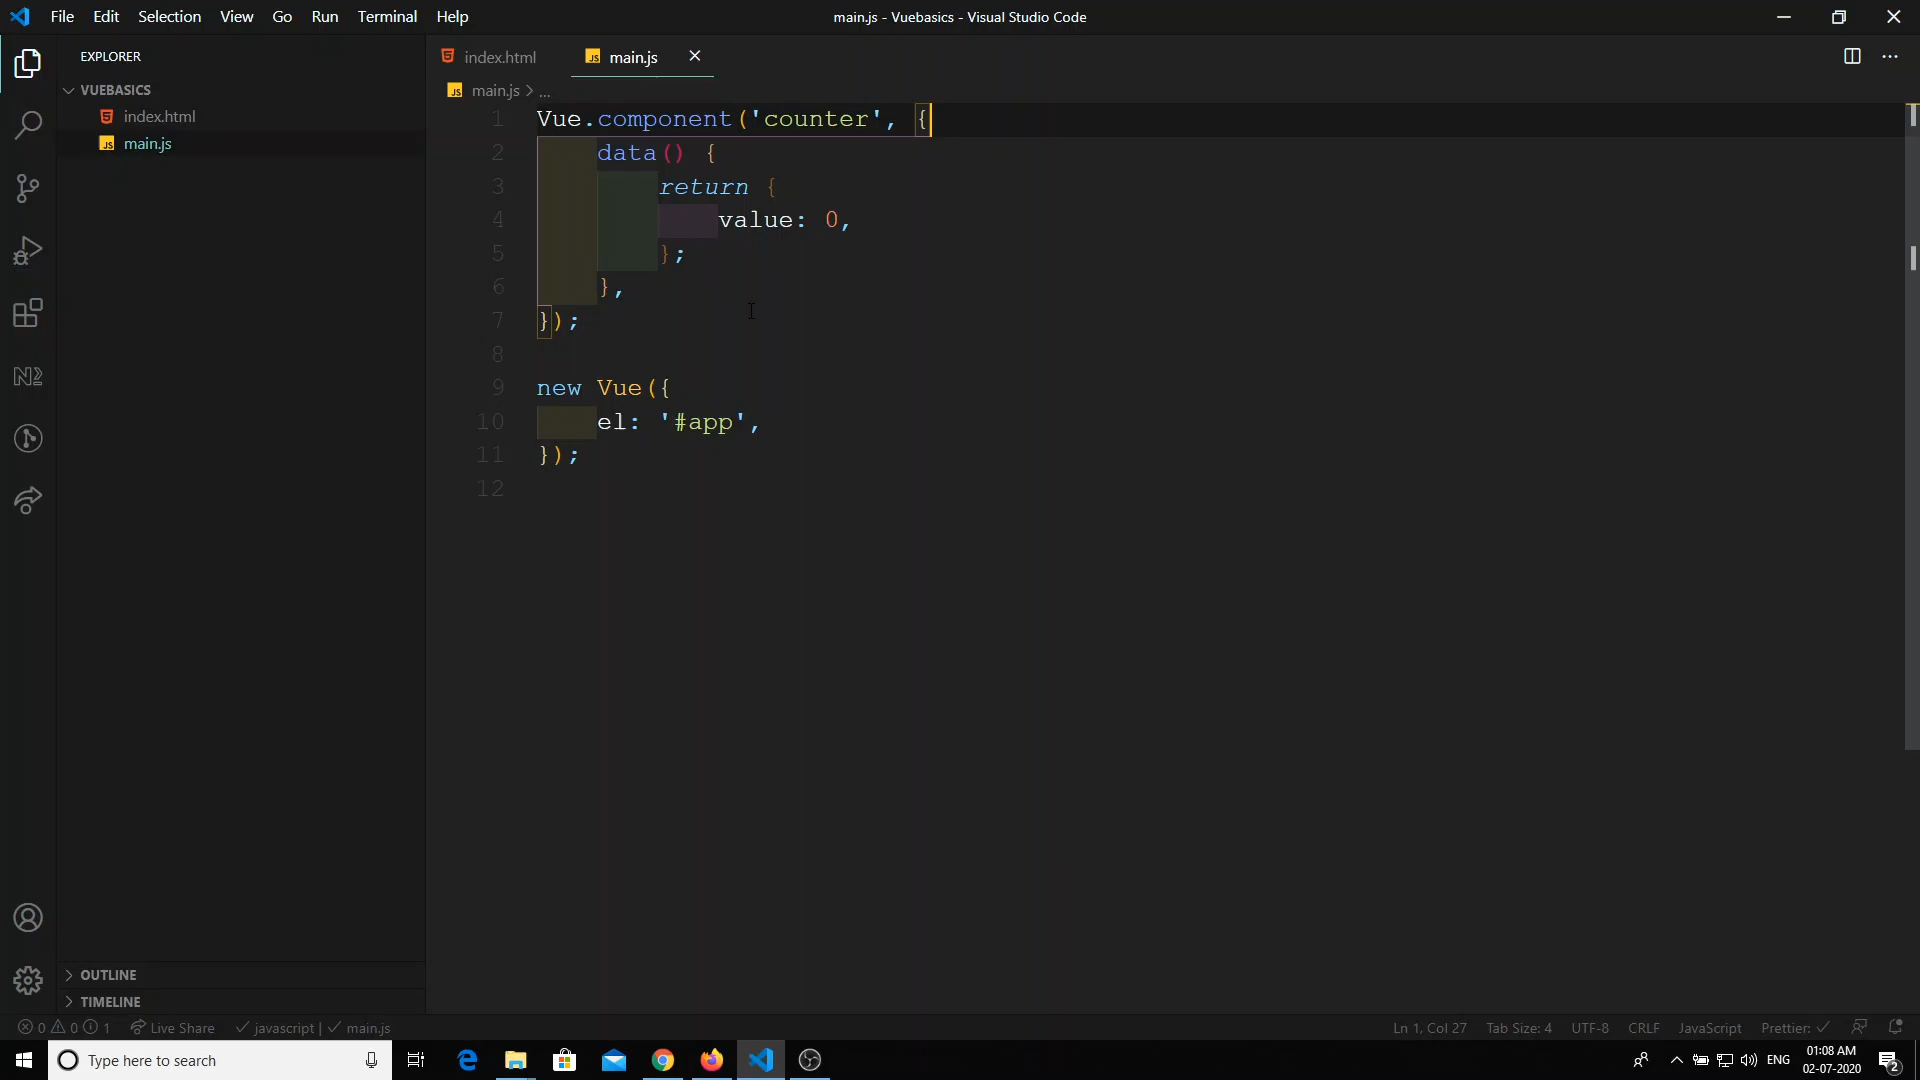 File Edit Selection View Go Run Terminal Help
main.js - Vuebasics - Visual Studio Code
EXPLORER
VUEBASICS
index.html
JS main.js
index.html
JS main.js
JS main.js > ...
1 Vue.component('counter', {
2 data() {
3 return {
4 value: 0,
5 };
6 },
7 });
8
9 new Vue({
10 el: '#app',
11 });
12
OUTLINE
TIMELINE
0 0 1 Live Share javascript | main.js
Ln 1, Col 27 Tab Size: 4 UTF-8 CRLF JavaScript Prettier:
Type here to search
ENG
01:08 AM
02-07-2020
2